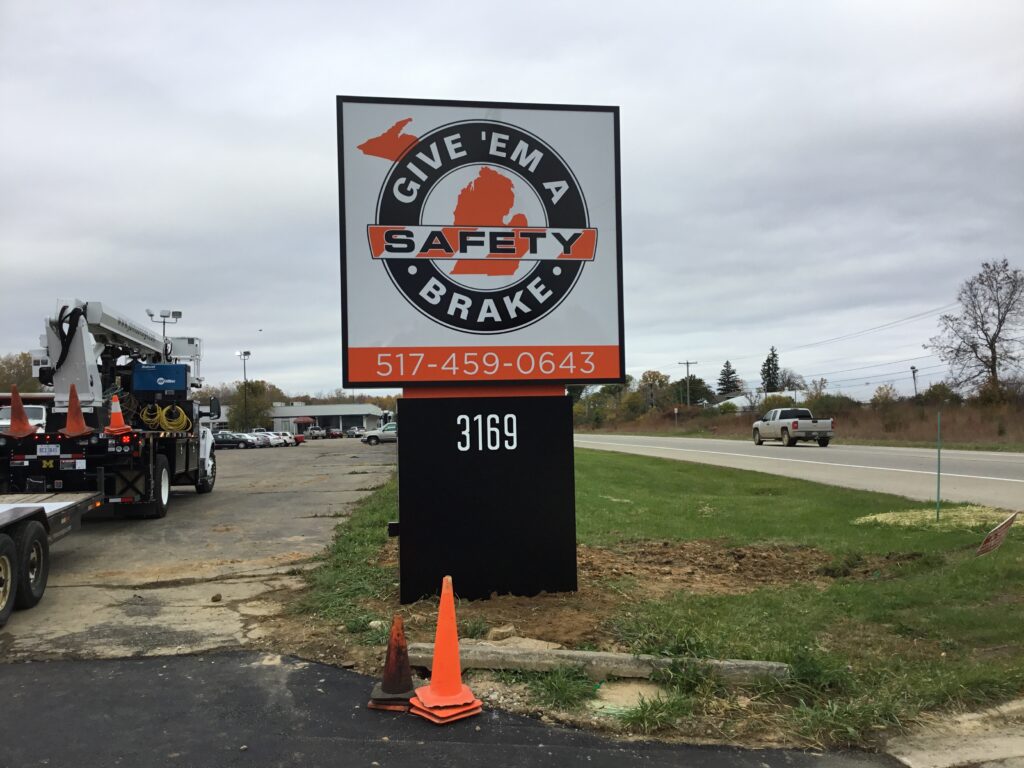 GIVE 'EM A
SAFETY
BRAKE
517-459-0643
3169